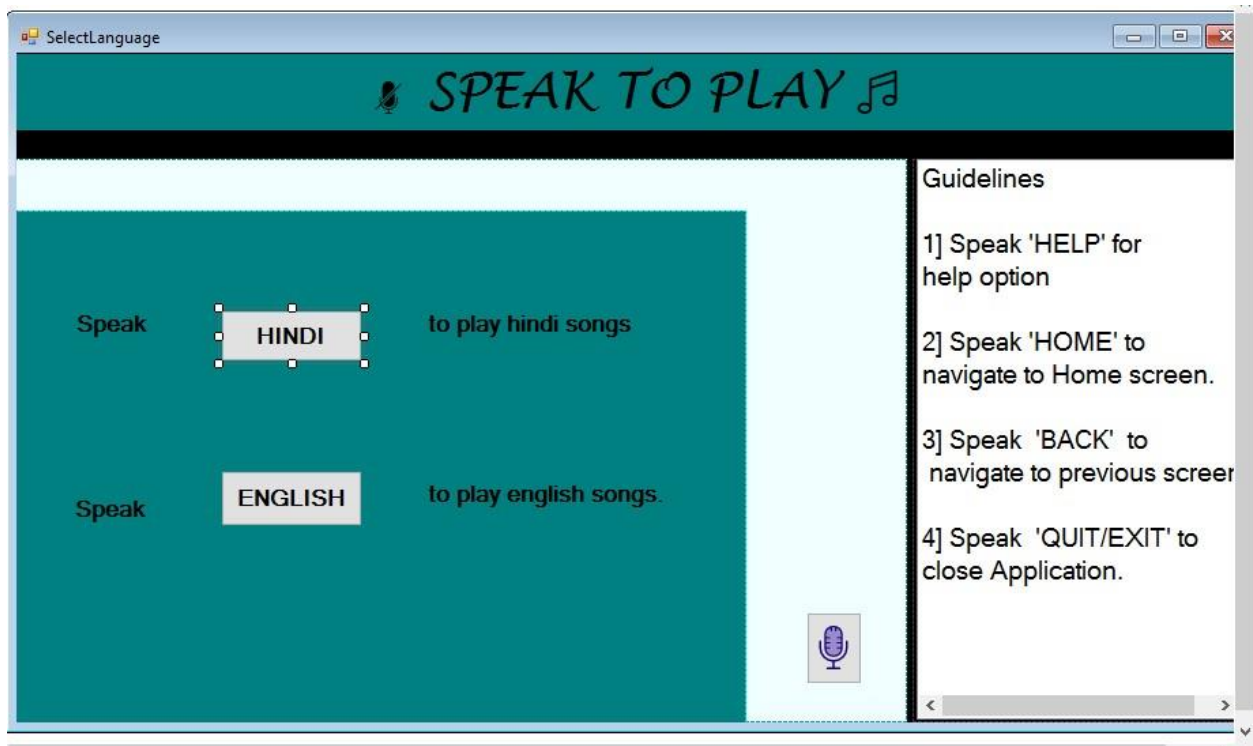 SelectLanguage
SPEAK TO PLAY
Speak HINDI to play hindi songs
Speak ENGLISH to play english songs.
Guidelines
1] Speak 'HELP' for
help option
2] Speak 'HOME' to
navigate to Home screen.
3] Speak 'BACK' to
navigate to previous screen
4] Speak 'QUIT/EXIT' to
close Application.